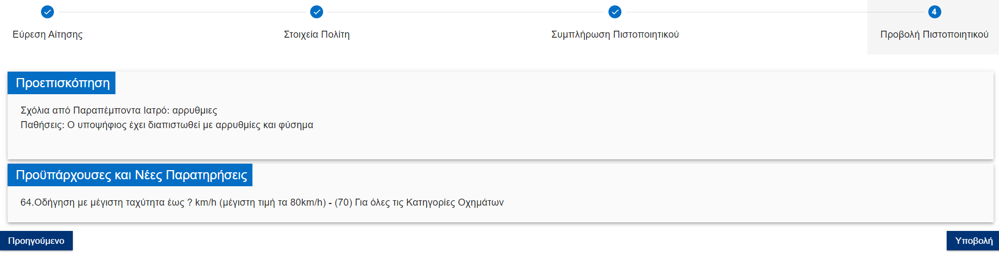 4
Εύρεση Αίτησης
Στοιχεία Πολίτη
Συμπλήρωση Πιστοποιητικού
Προβολή Πιστοποιητικού
Προεπισκόπηση
Σχόλια από Παραπέμποντα Ιατρό: αρρυθμιες
Παθήσεις: Ο υποψήφιος έχει διαπιστωθεί με αρρυθμίες και φύσημα
Προϋπάρχουσες και Νέες Παρατηρήσεις
64.Οδήγηση με μέγιστη ταχύτητα έως ? km/h (μέγιστη τιμή τα 80km/h) - (70) Για όλες τις Κατηγορίες Οχημάτων
Προηγούμενο
Υποβολή